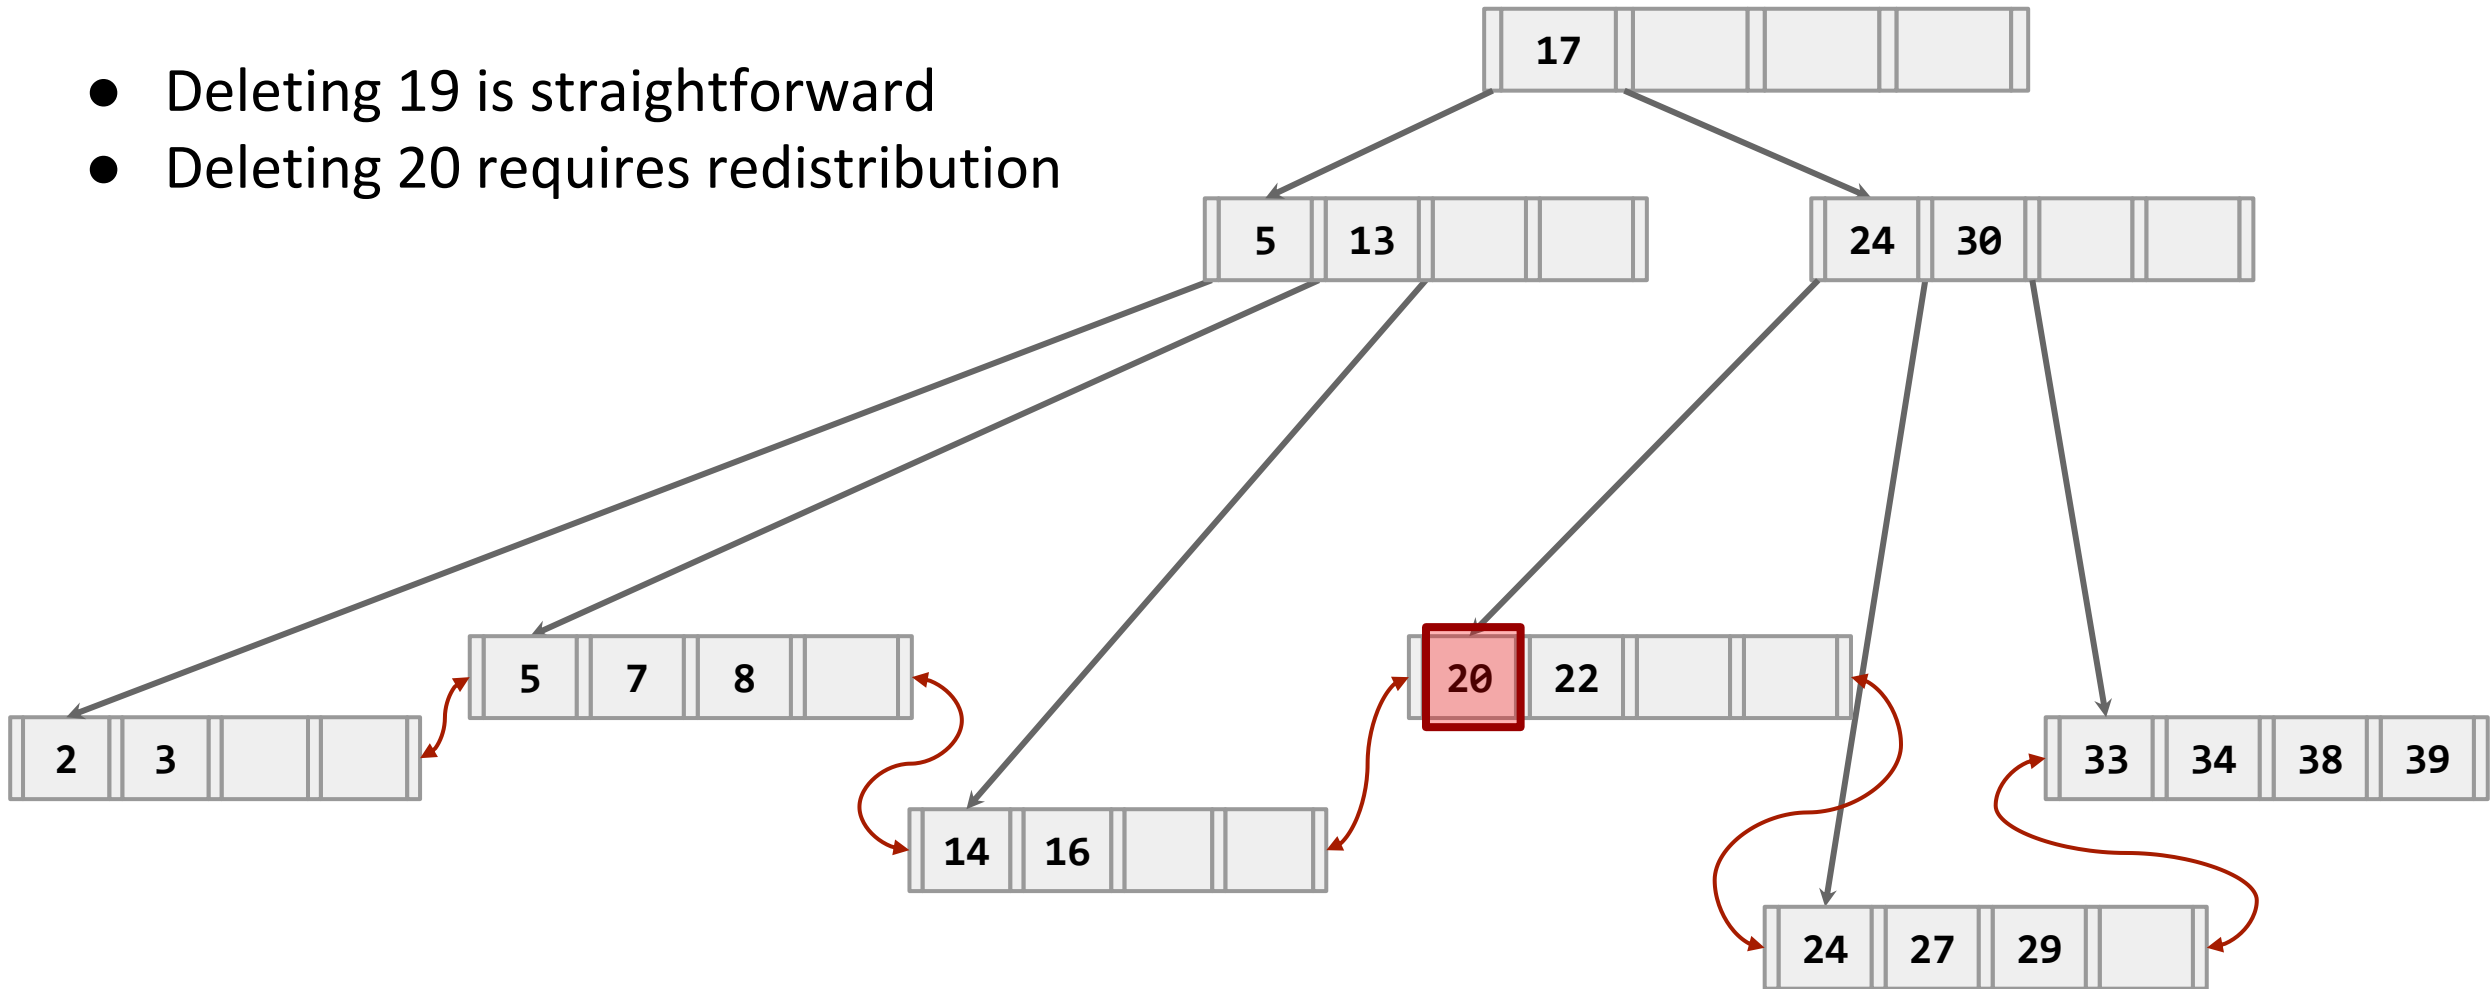 ● Deleting 19 is straightforward
● Deleting 20 requires redistribution
17
5 13
24 30
2 3
5 7 8
14 16
20 22
24 27 29
33 34 38 39